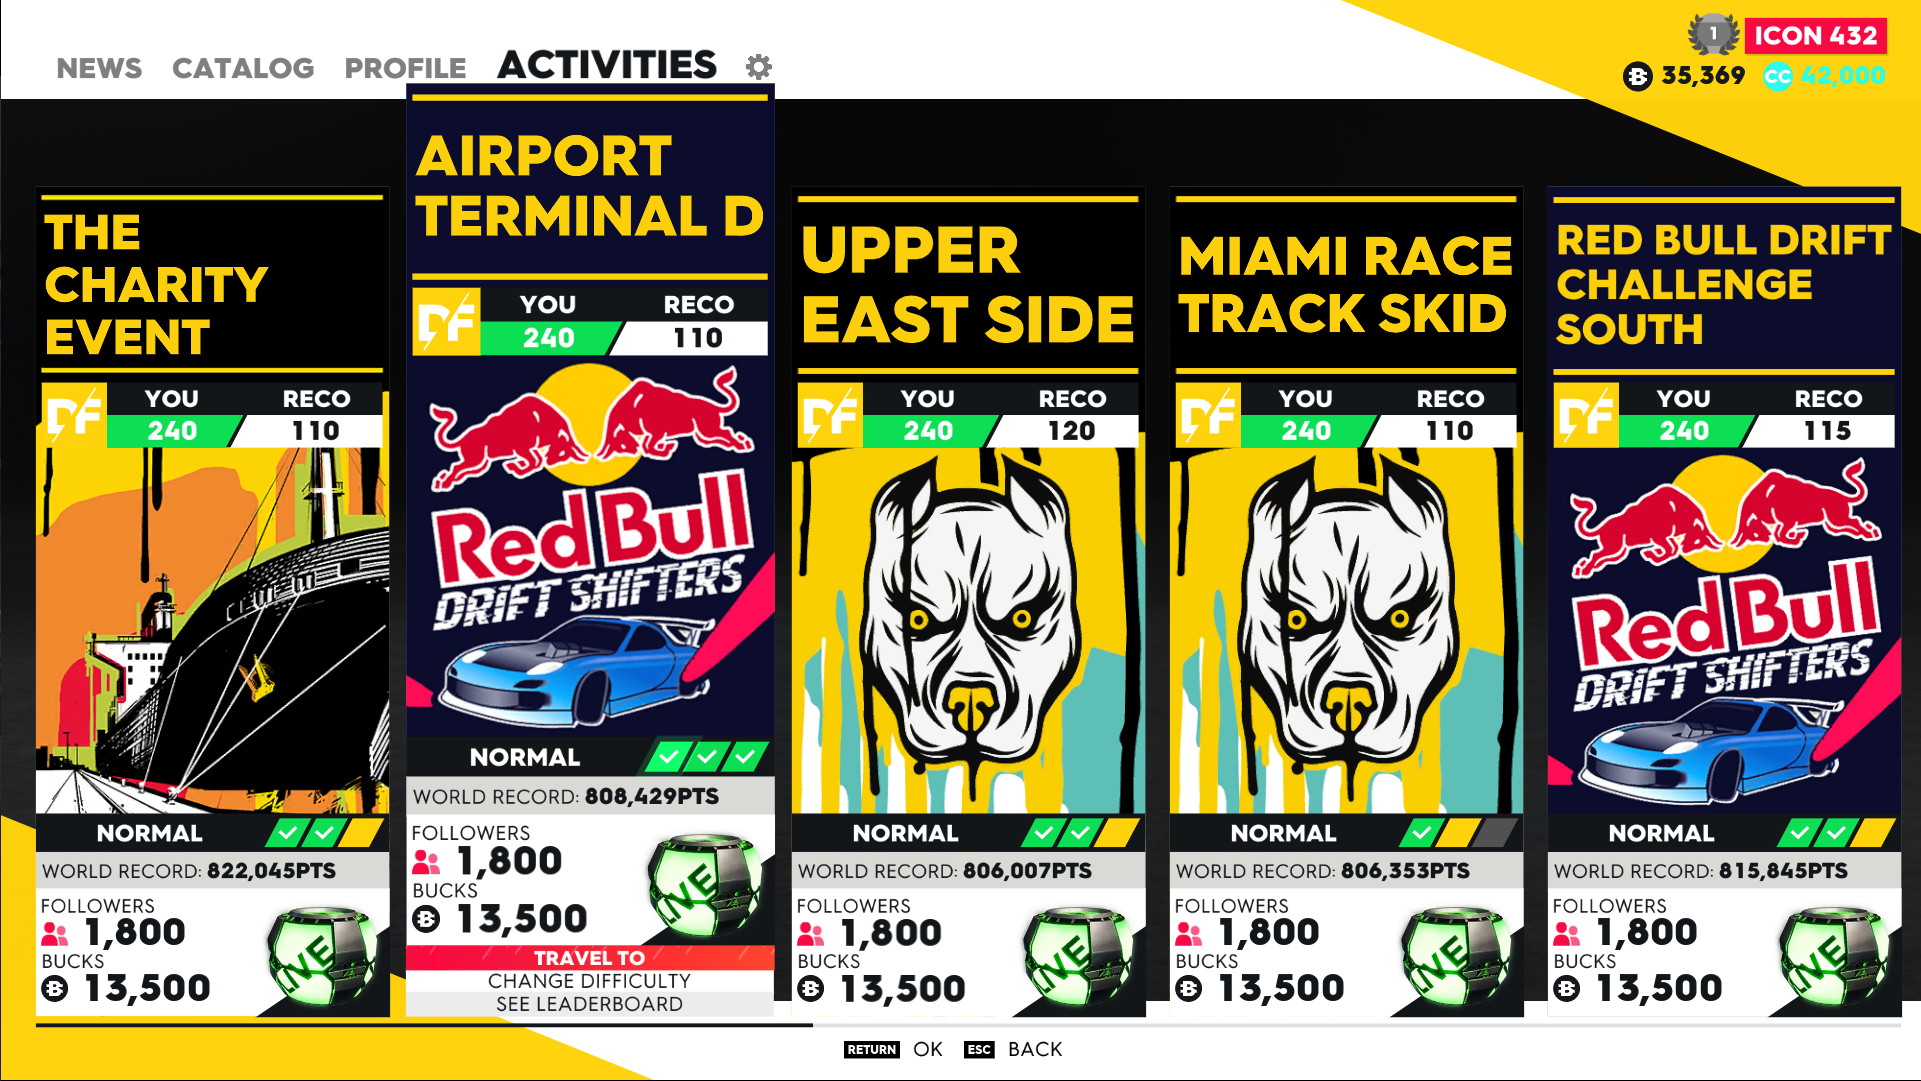 NEWS CATALOG PROFILE ACTIVITIES
1 ICON 432
35,369 CC 42,000
THE
CHARITY
EVENT
DF YOU RECO
240 110
NORMAL
WORLD RECORD: 822,045PTS
FOLLOWERS
1,800
BUCKS
13,500
LIVE
AIRPORT
TERMINAL D
DF YOU RECO
240 110
Red Bull
DRIFT SHIFTERS
NORMAL
WORLD RECORD: 808,429PTS
FOLLOWERS
1,800
BUCKS
13,500
LIVE
TRAVEL TO
CHANGE DIFFICULTY
SEE LEADERBOARD
UPPER
EAST SIDE
DF YOU RECO
240 120
NORMAL
WORLD RECORD: 806,007PTS
FOLLOWERS
1,800
BUCKS
13,500
LIVE
MIAMI RACE
TRACK SKID
DF YOU RECO
240 110
NORMAL
WORLD RECORD: 806,353PTS
FOLLOWERS
1,800
BUCKS
13,500
LIVE
RED BULL DRIFT
CHALLENGE
SOUTH
DF YOU RECO
240 115
Red Bull
DRIFT SHIFTERS
NORMAL
WORLD RECORD: 815,845PTS
FOLLOWERS
1,800
BUCKS
13,500
LIVE
RETURN OK ESC BACK